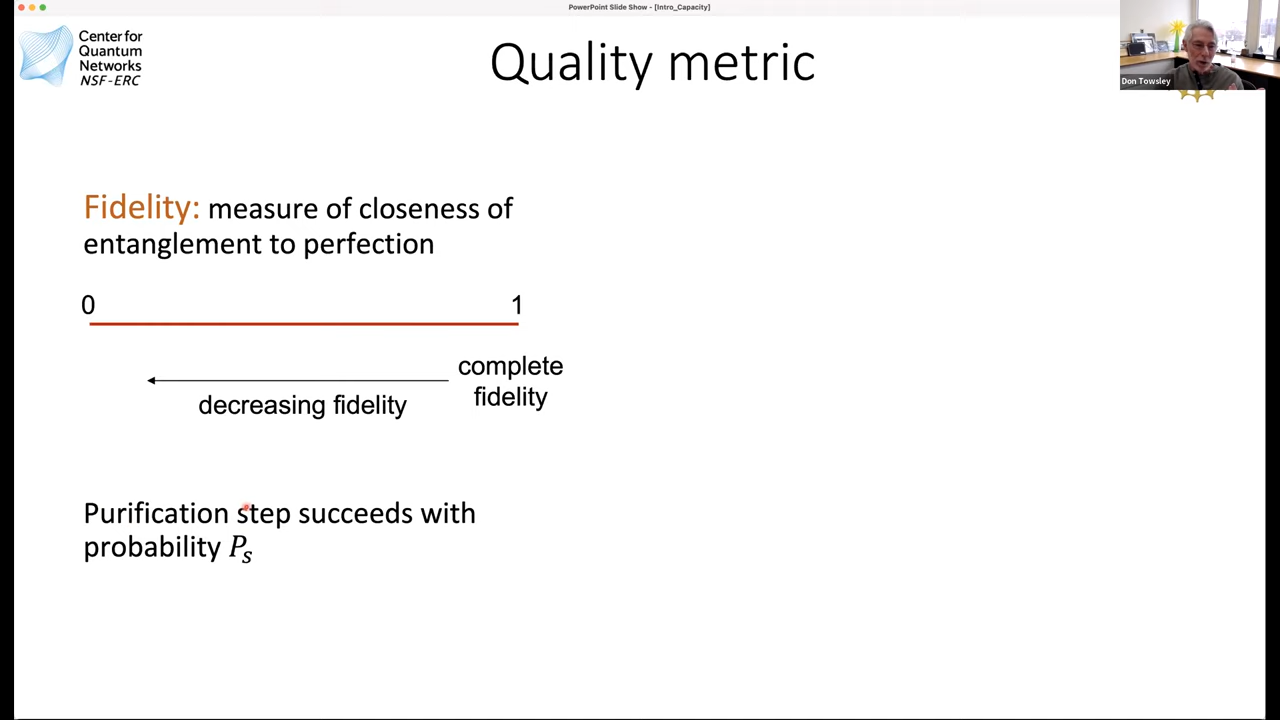 PowerPoint Slide Show - [Intro_Capacity]
Center for
Quantum
Networks
NSF-ERC
Quality metric
Don Towsley
Fidelity: measure of closeness of
entanglement to perfection
0 1
complete
fidelity
decreasing fidelity
Purification step succeeds with
probability Pₛ